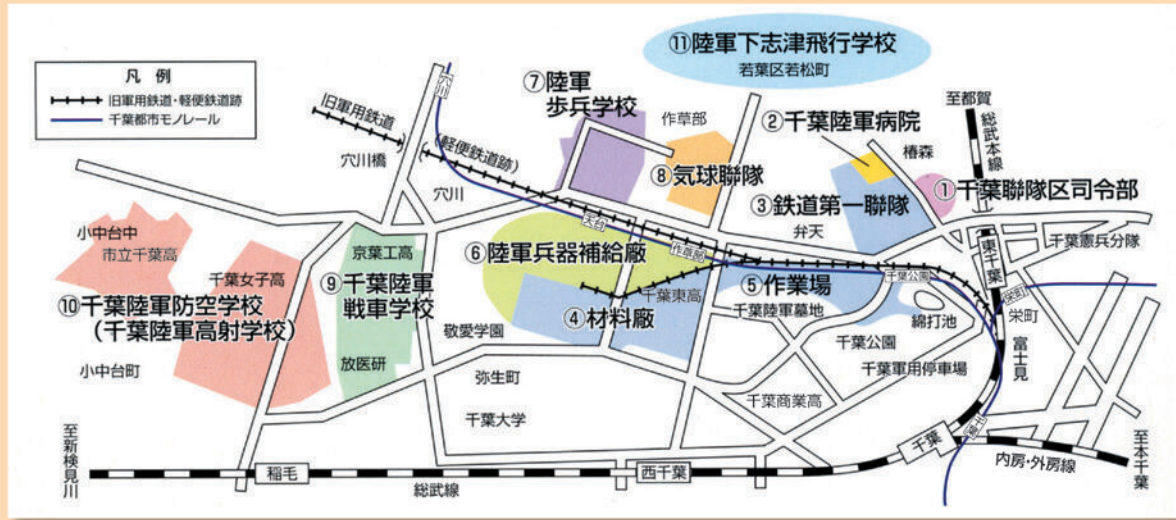 凡 例
旧軍用鉄道・軽便鉄道跡
千葉都市モノレール
⑪陸軍下志津飛行学校
若葉区若松町
⑦陸軍
歩兵学校
作草部
②千葉陸軍病院
椿森
至都賀
総武本線
①千葉聯隊区司令部
旧軍用鉄道
(軽便鉄道跡)
穴川
穴川橋
穴川
⑧気球聯隊
③鉄道第一聯隊
弁天
東千葉
千葉憲兵分隊
小中台中
市立千葉高
千葉女子高
京葉工高
⑥陸軍兵器補給廠
天台
作草部
千葉公園
⑨千葉陸軍
戦車学校
⑩千葉陸軍防空学校
(千葉陸軍高射学校)
千葉東高
⑤作業場
千葉陸軍墓地
④材料廠
綿打池
栄町
栄町
富士見
敬愛学園
千葉公園
小中台町
放医研
弥生町
千葉軍用停車場
千葉大学
千葉商業高
千葉
千葉
至新検見川
稲毛
総武線
西千葉
内房・外房線
至本千葉